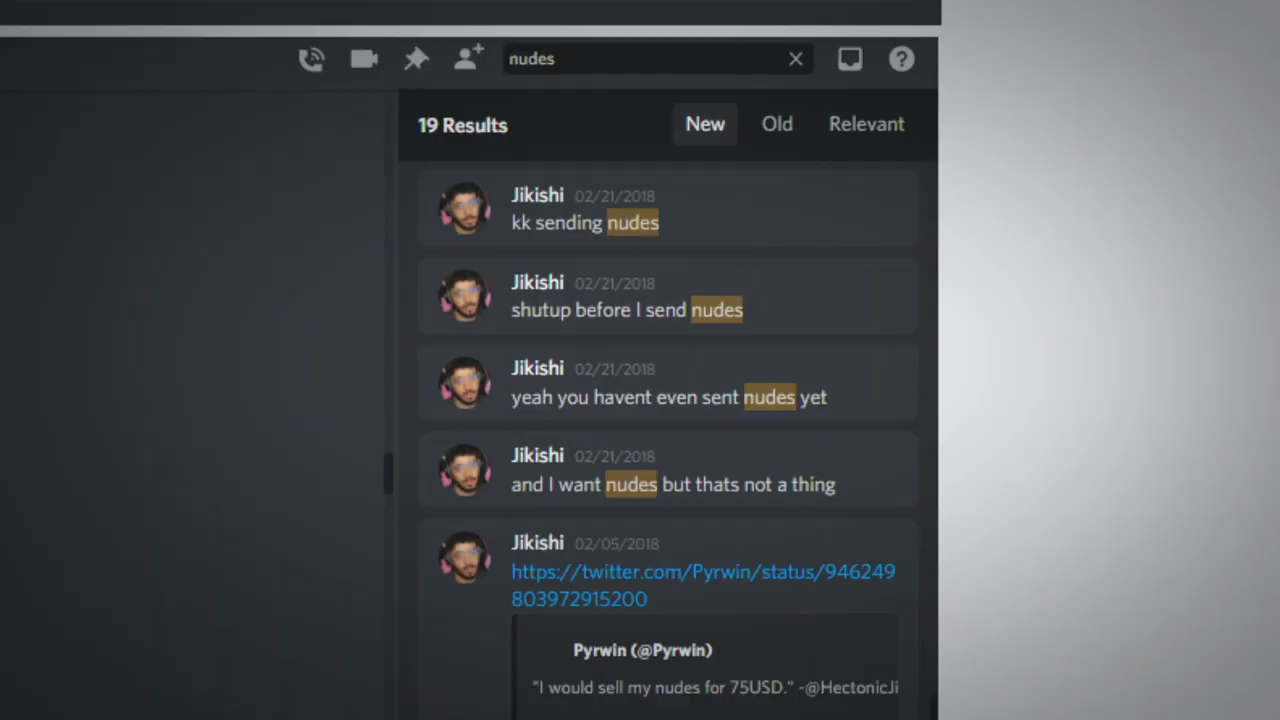 nudes
19 Results
New
Old
Relevant
Jikishi 02/21/2018
kk sending nudes
Jikishi 02/21/2018
shutup before I send nudes
Jikishi 02/21/2018
yeah you havent even sent nudes yet
Jikishi 02/21/2018
and I want nudes but thats not a thing
Jikishi 02/05/2018
https://twitter.com/Pyrwin/status/946249
803972915200
Pyrwin (@Pyrwin)
"I would sell my nudes for 75USD." -@HectonicJi